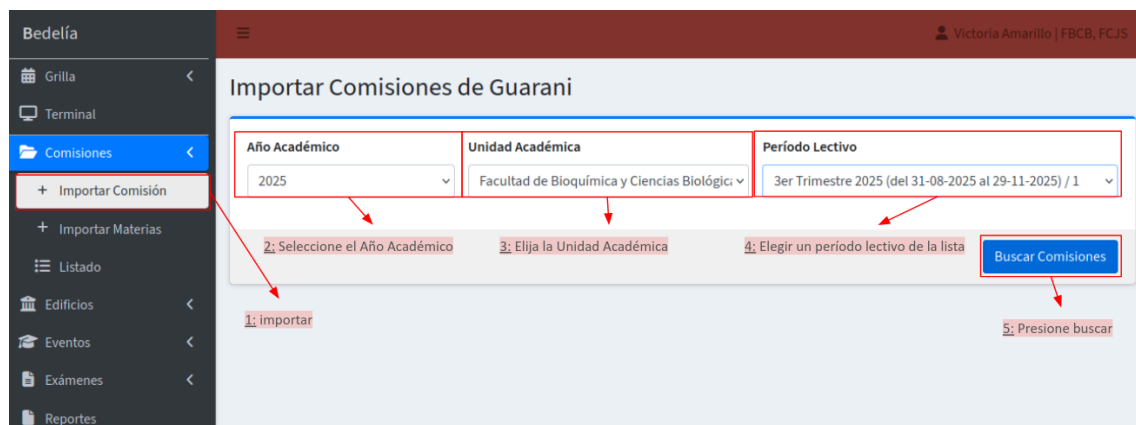 Bedelía
Victoria Amarillo | FBCB, FCJS
Grilla
Terminal
Comisiones
+ Importar Comisión
+ Importar Materias
Listado
Edificios
Eventos
Exámenes
Reportes
Importar Comisiones de Guarani
Año Académico
Unidad Académica
Período Lectivo
2025
Facultad de Bioquímica y Ciencias Biológica
3er Trimestre 2025 (del 31-08-2025 al 29-11-2025) / 1
2: Seleccione el Año Académico
3: Elija la Unidad Académica
4: Elegir un período lectivo de la lista
Buscar Comisiones
1: importar
5: Presione buscar